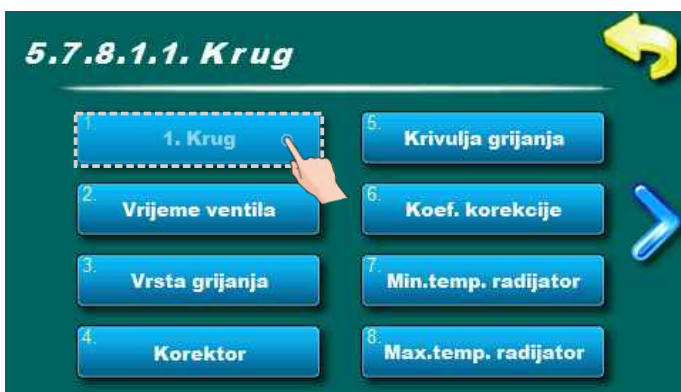 5.7.8.1.1. Krug
1. 1. Krug
5. Krivulja grijanja
2. Vrijeme ventila
6. Koef. korekcije
3. Vrsta grijanja
7. Min.temp. radijator
4. Korektor
8. Max.temp. radijator